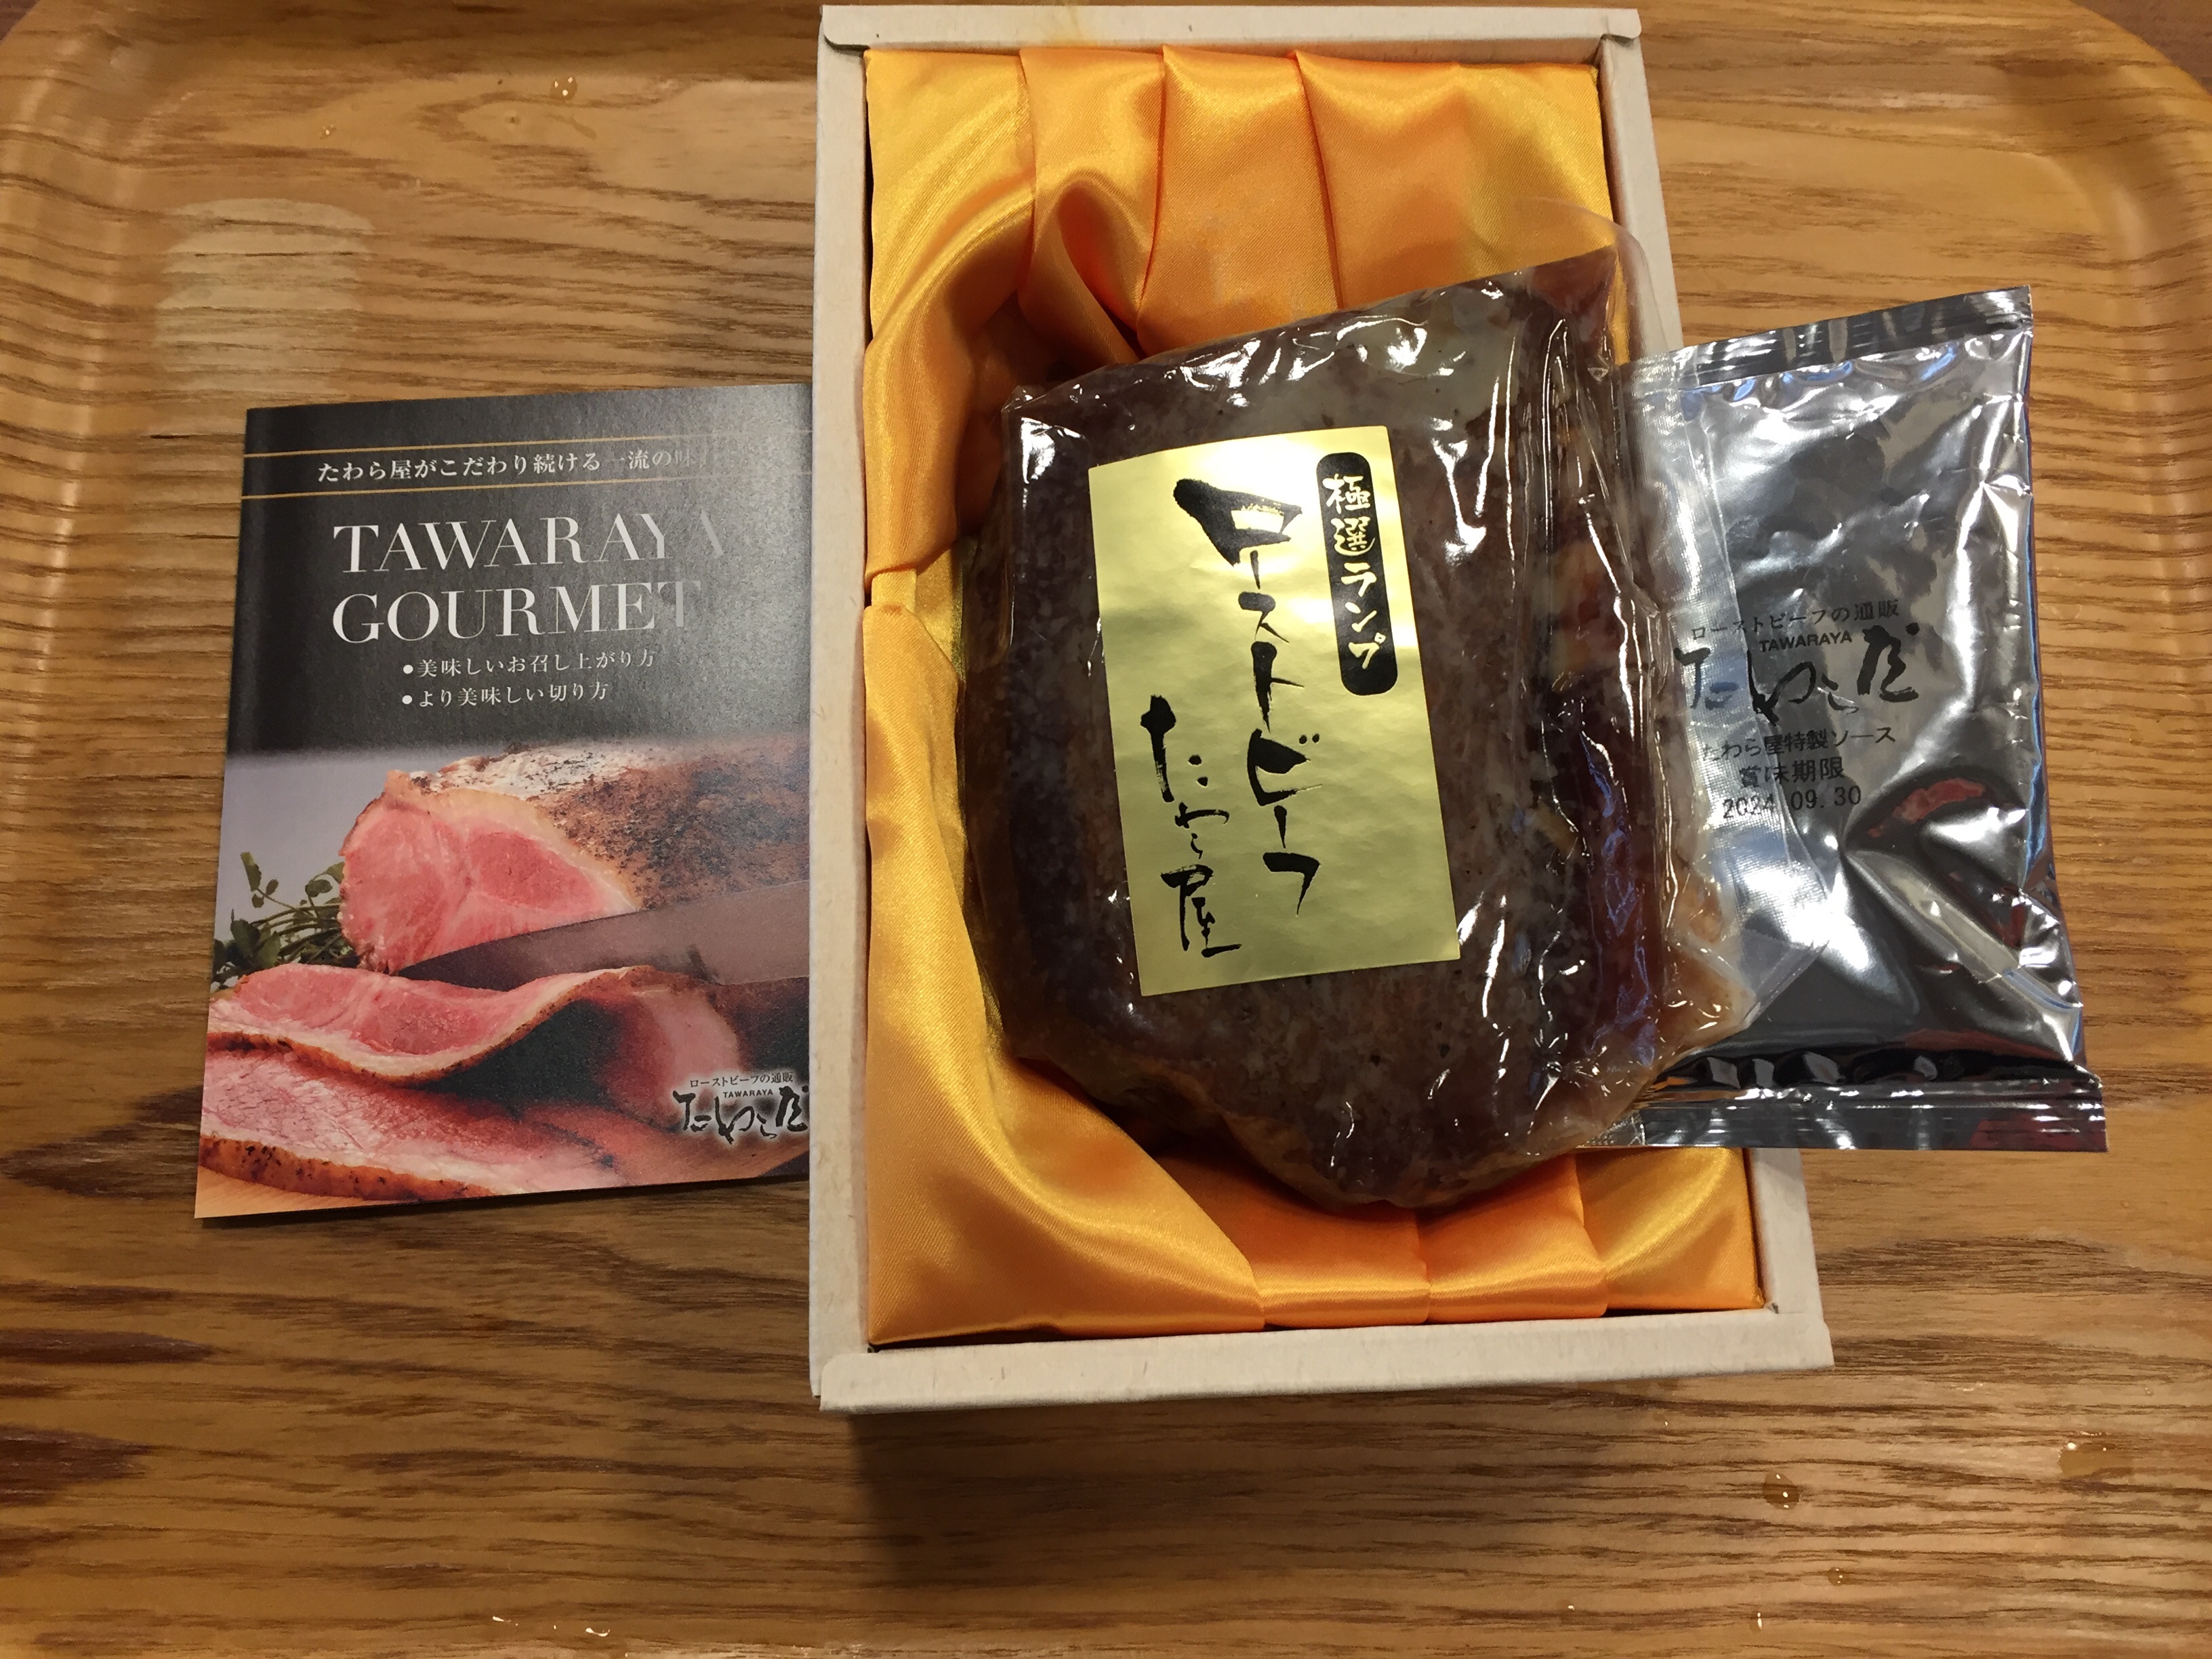 たわら屋がこだわり続ける一流の味
TAWARAYA
GOURMET
●美味しいお召し上がり方
●より美味しい切り方
ローストビーフの通販
TAWARAYA
たわら屋
極選ランプ
ローストビーフ
たわら屋
ローストビーフの通販
TAWARAYA
たわら屋
たわら屋特製ソース
賞味期限
2024.09.30